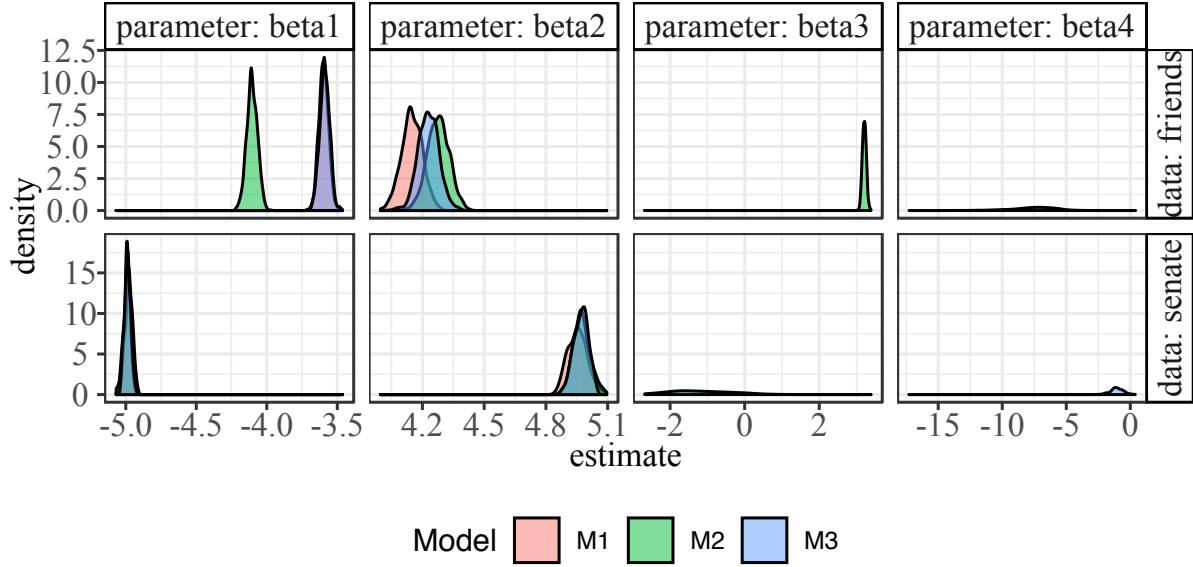 parameter: beta1 parameter: beta2 parameter: beta3 parameter: beta4
12.5
10.0
7.5
5.0
2.5
0.0
data: friends
density
15
10
5
0
data: senate
-5.0 -4.5 -4.0 -3.5 4.2 4.5 4.8 5.1 -2 0 2 -15 -10 -5 0
estimate
Model M1 M2 M3